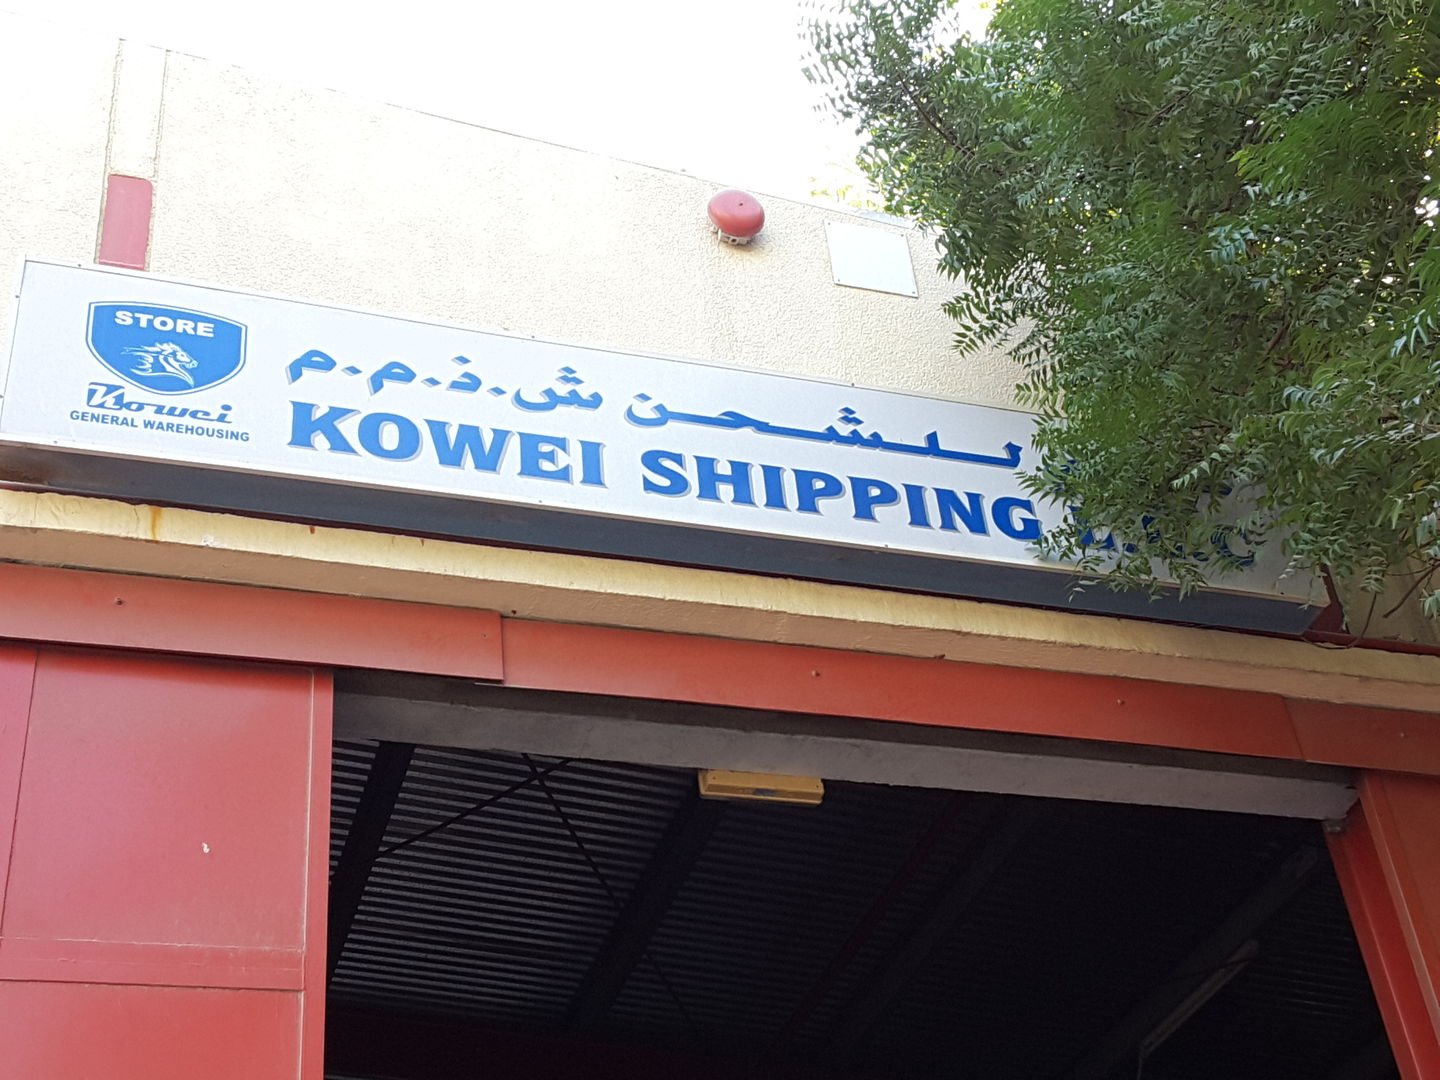 STORE
Kowei
GENERAL WAREHOUSING
للشحن ش.ذ.م.م
KOWEI SHIPPING L.L.C